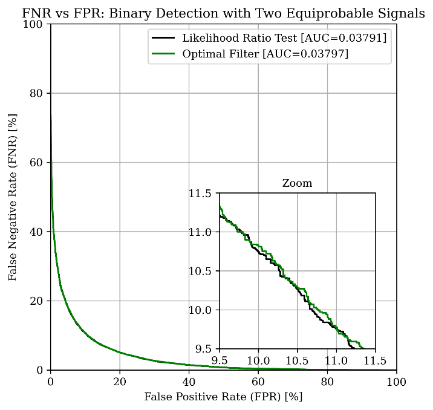 FNR vs FPR: Binary Detection with Two Equiprobable Signals
Likelihood Ratio Test [AUC=0.03791]
Optimal Filter [AUC=0.03797]
False Negative Rate (FNR) [%]
100
80
60
40
20
0
Zoom
11.5
11.0
10.5
10.0
9.5
9.5 10.0 10.5 11.0 11.5
0 20 40 60 80 100
False Positive Rate (FPR) [%]